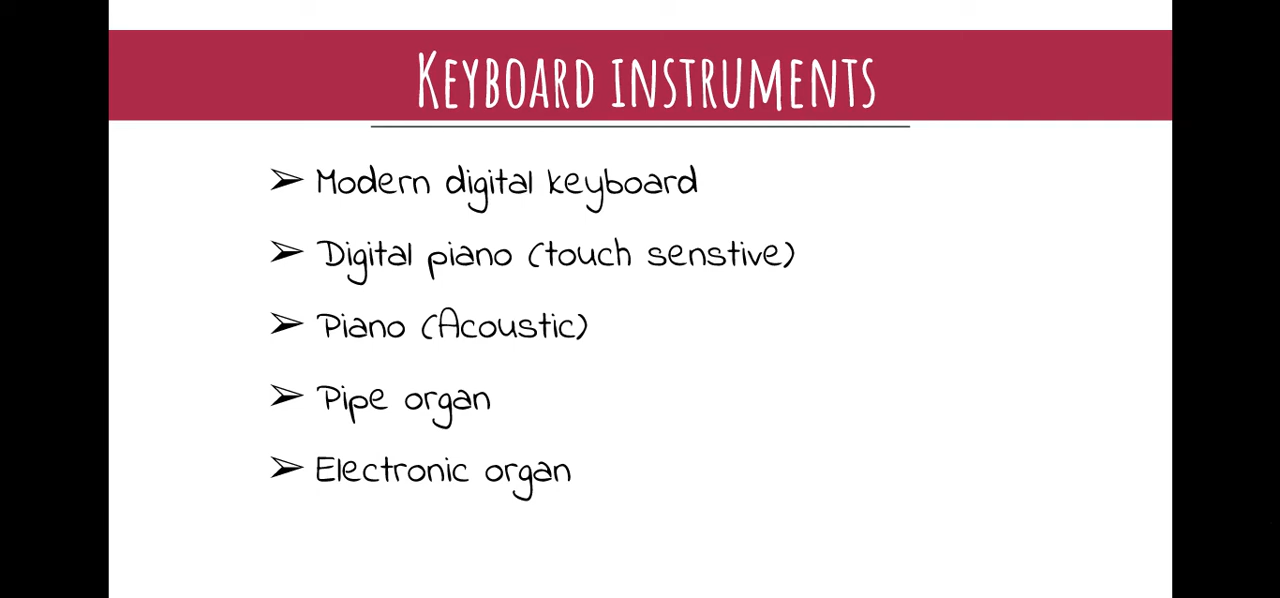 KEYBOARD INSTRUMENTS
➢ Modern digital keyboard
➢ Digital piano (touch senstive)
➢ Piano (Acoustic)
➢ Pipe organ
➢ Electronic organ